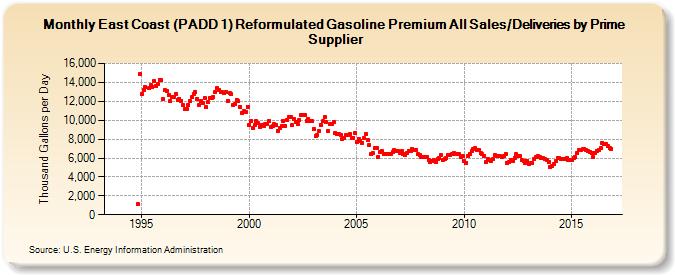 Monthly East Coast (PADD 1) Reformulated Gasoline Premium All Sales/Deliveries by Prime
Supplier
Thousand Gallons per Day
16,000
14,000
12,000
10,000
8,000
6,000
4,000
2,000
0
1995 2000 2005 2010 2015
Source: U.S. Energy Information Administration